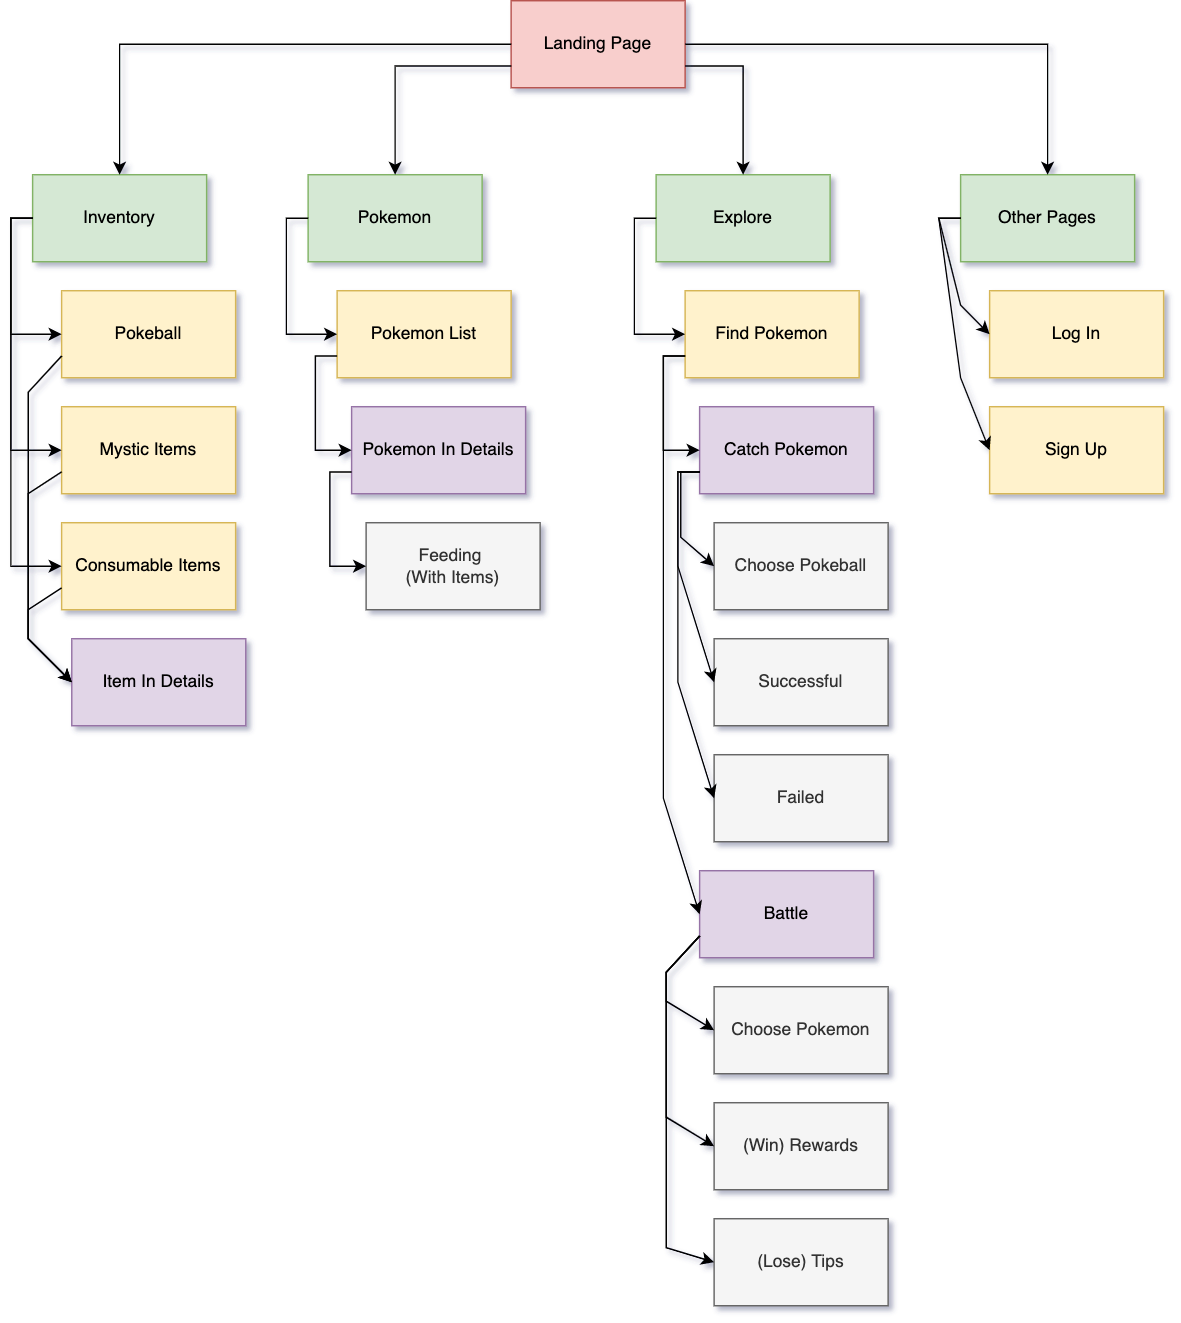 Landing Page
Inventory
Pokeball
Mystic Items
Consumable Items
Item In Details
Pokemon
Pokemon List
Pokemon In Details
Feeding
(With Items)
Explore
Find Pokemon
Catch Pokemon
Choose Pokeball
Successful
Failed
Battle
Choose Pokemon
(Win) Rewards
(Lose) Tips
Other Pages
Log In
Sign Up